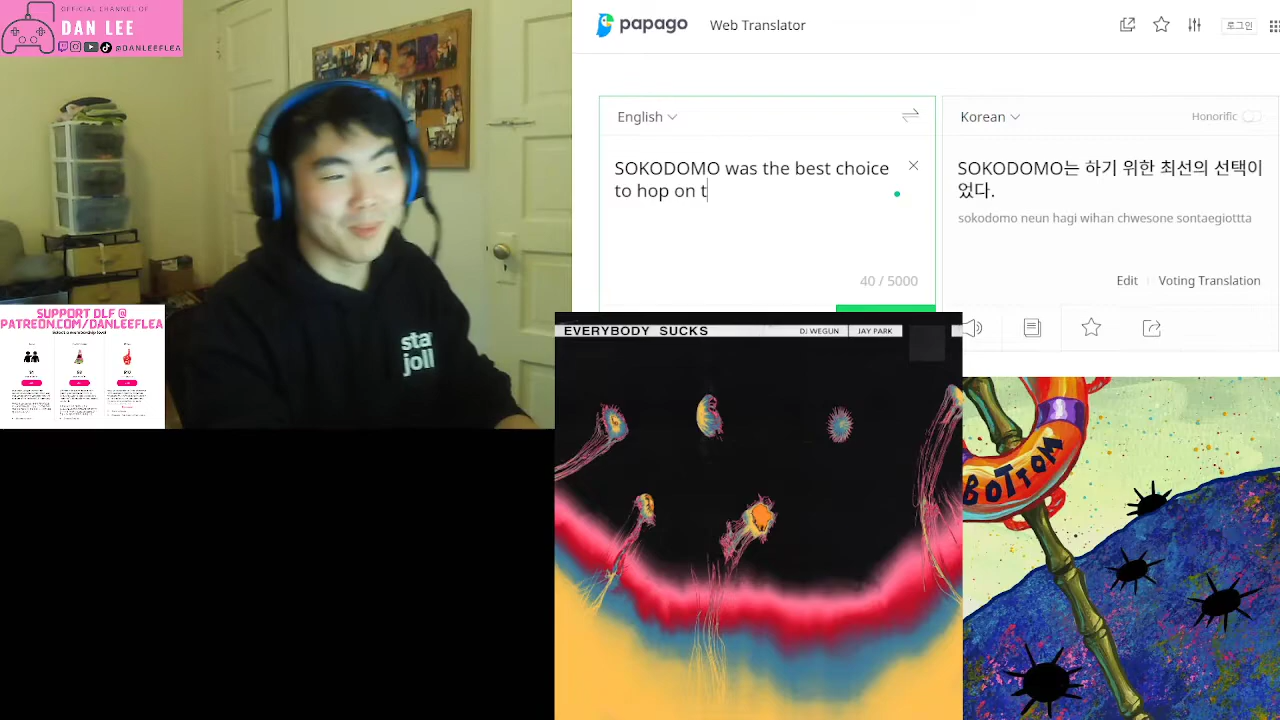 OFFICIAL CHANNEL OF
DAN LEE
@DANLEEFLEA
papago
Web Translator
로그인
English
Korean
Honorific
SOKODOMO was the best choice
to hop on t
40 / 5000
SOKODOMO는 하기 위한 최선의 선택이
었다.
sokodomo neun hagi wihan chwesone sontaegiottta
Edit
Voting Translation
star
joll
SUPPORT DLF @
PATREON.COM/DANLEEFLEA
EVERYBODY SUCKS
DJ WEGUN
JAY PARK
BOTTOM